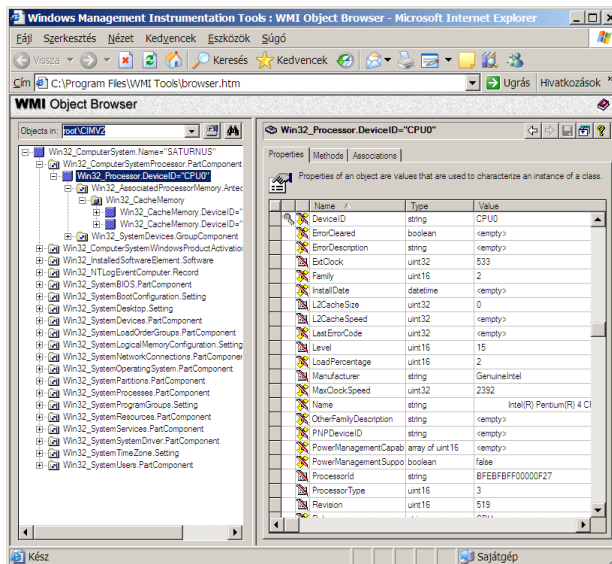 Windows Management Instrumentation Tools : WMI Object Browser - Microsoft Internet Explorer
Fájl Szerkesztés Nézet Kedvencek Eszközök Súgó
Vissza Keresés Kedvencek
Cím C:\Program Files\WMI Tools\browser.htm Ugrás Hivatkozások »
WMI Object Browser
Objects in: root\CIMV2
Win32_ComputerSystem.Name="SATURNUS"
Win32_ComputerSystemProcessor.PartComponent
Win32_Processor.DeviceID="CPU0"
Win32_AssociatedProcessorMemory.Antec
Win32_CacheMemory
Win32_CacheMemory.DeviceID="
Win32_CacheMemory.DeviceID="
Win32_SystemDevices.GroupComponent
Win32_ComputerSystemWindowsProductActivatio
Win32_InstalledSoftwareElement.Software
Win32_NTLogEventComputer.Record
Win32_SystemBIOS.PartComponent
Win32_SystemBootConfiguration.Setting
Win32_SystemDesktop.Setting
Win32_SystemDevices.PartComponent
Win32_SystemLoadOrderGroups.PartComponent
Win32_SystemLogicalMemoryConfiguration.Setting
Win32_SystemNetworkConnections.PartComponer
Win32_SystemOperatingSystem.PartComponent
Win32_SystemPartitions.PartComponent
Win32_SystemProcesses.PartComponent
Win32_SystemProgramGroups.Setting
Win32_SystemResources.PartComponent
Win32_SystemServices.PartComponent
Win32_SystemSystemDriver.PartComponent
Win32_SystemTimeZone.Setting
Win32_SystemUsers.PartComponent
Win32_Processor.DeviceID="CPU0"
Properties Methods Associations
Properties of an object are values that are used to characterize an instance of a class.
Name Type Value
DeviceID string CPU0
ErrorCleared boolean <empty>
ErrorDescription string <empty>
ExtClock uint32 533
Family uint16 2
InstallDate datetime <empty>
L2CacheSize uint32 0
L2CacheSpeed uint32 <empty>
LastErrorCode uint32 <empty>
Level uint16 15
LoadPercentage uint16 2
Manufacturer string GenuineIntel
MaxClockSpeed uint32 2392
Name string Intel(R) Pentium(R) 4 CI
OtherFamilyDescription string <empty>
PNPDeviceID string <empty>
PowerManagementCapab array of uint16 <empty>
PowerManagementSuppo boolean false
ProcessorId string BFEBFBFF00000F27
ProcessorType uint16 3
Revision uint16 519
Kész Sajátgép